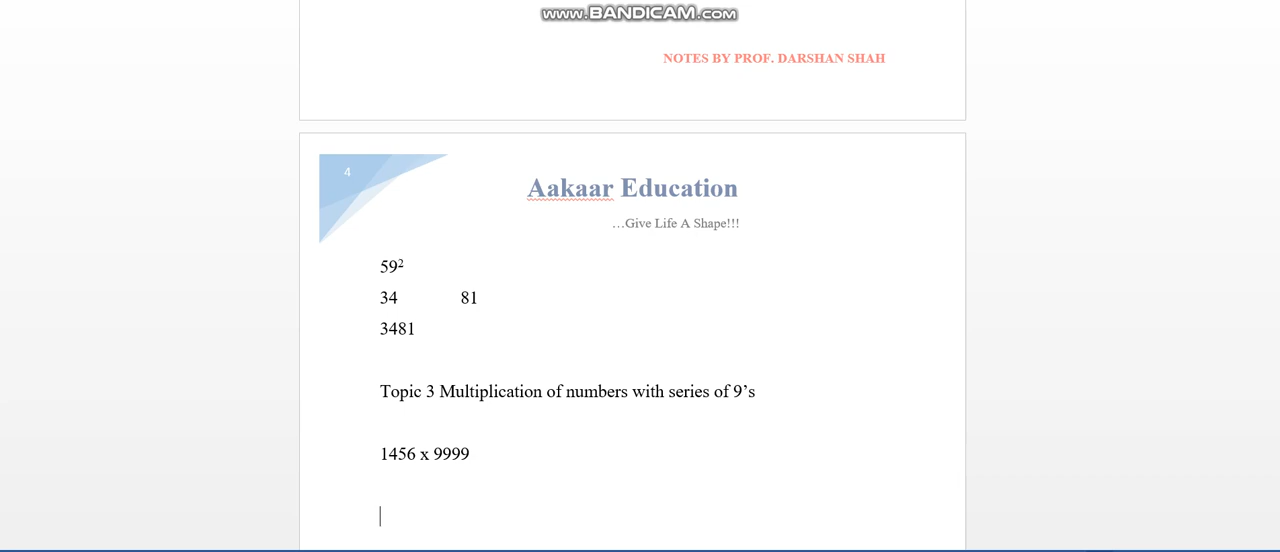 www.BANDICAM.com
NOTES BY PROF. DARSHAN SHAH
4
Aakaar Education
…Give Life A Shape!!!
59²
34 81
3481
Topic 3 Multiplication of numbers with series of 9’s
1456 x 9999